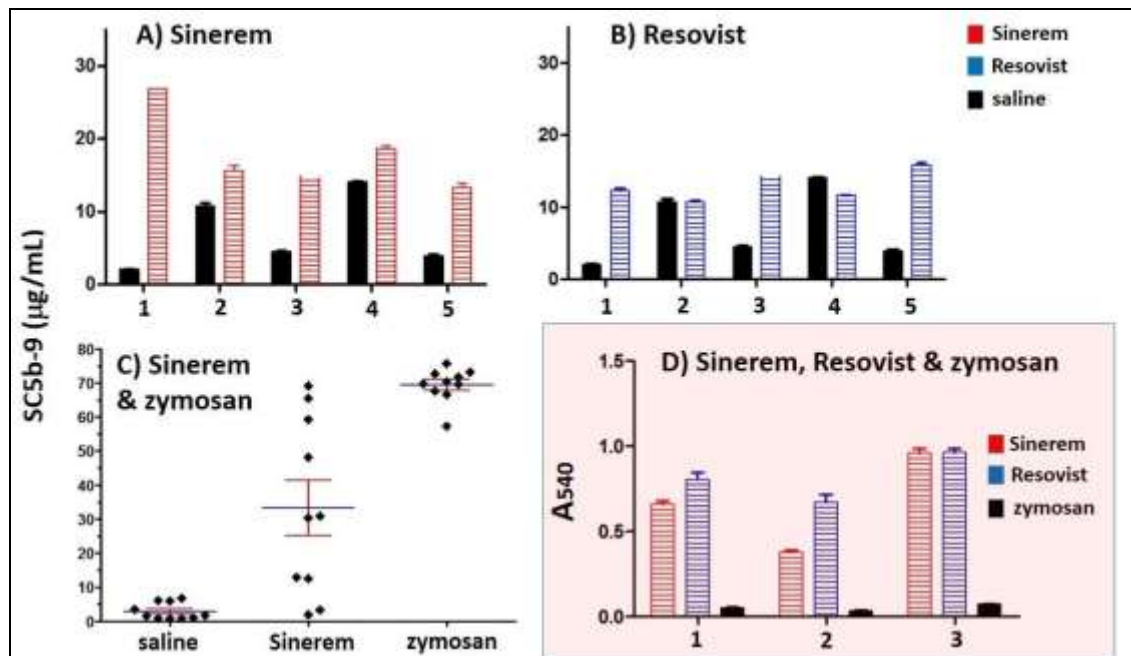 A) Sinerem
30
20
10
0
1 2 3 4 5
B) Resovist
30
20
10
0
1 2 3 4 5
Sinerem
Resovist
saline
SC5b-9 (µg/mL)
C) Sinerem
& zymosan
80
70
60
50
40
30
20
10
0
saline Sinerem zymosan
D) Sinerem, Resovist & zymosan
1.5
1.0
0.5
0.0
A540
1 2 3
Sinerem
Resovist
zymosan